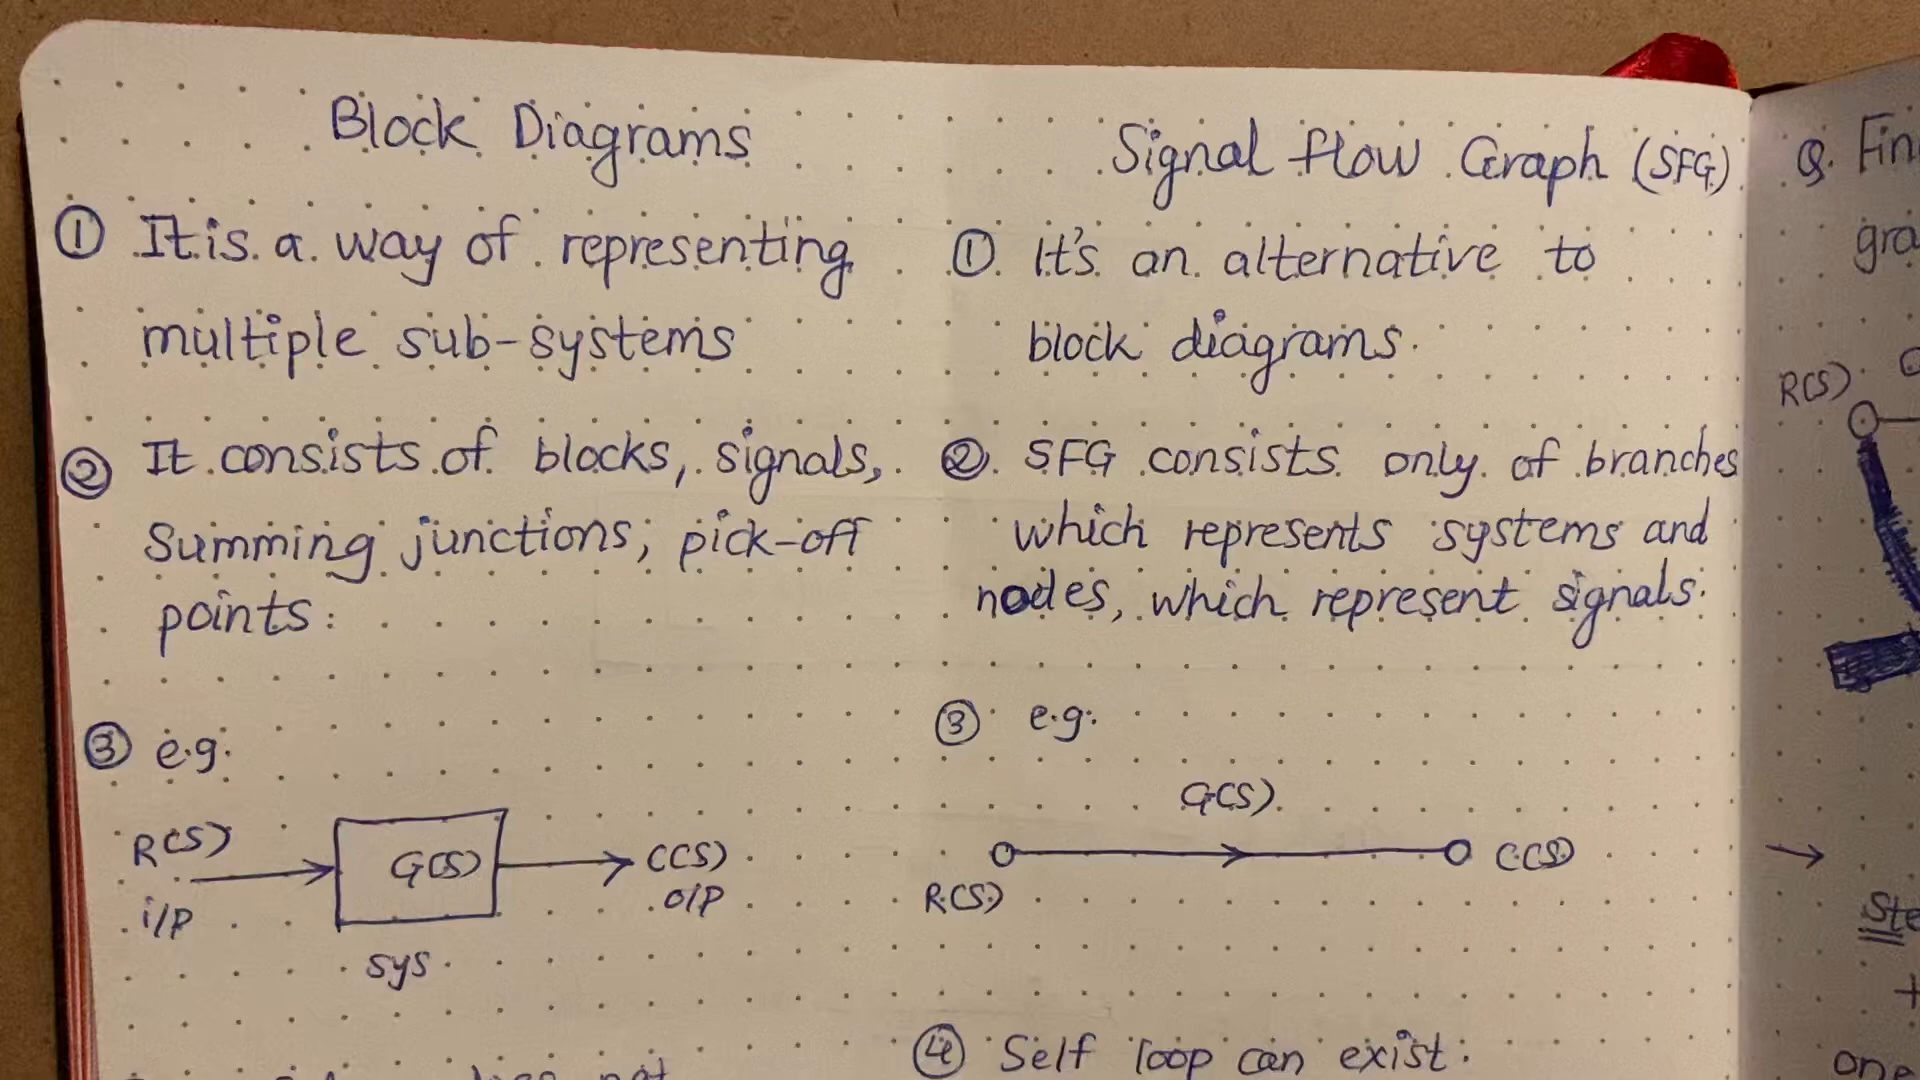 Block Diagrams
① It is a way of representing
multiple sub-systems
② It consists of blocks, signals,
Summing junctions, pick-off
points.
③ e.g.
R(S)
i/P
G(S)
sys
C(S)
o/P
Signal flow Graph (SFG)
① It's an alternative to
block diagrams.
② SFG consists only of branches
which represents systems and
nodes, which represent signals.
③ e.g.
G(S)
R(S)
C(S)
④ Self loop can exist.
Q.
R(S)